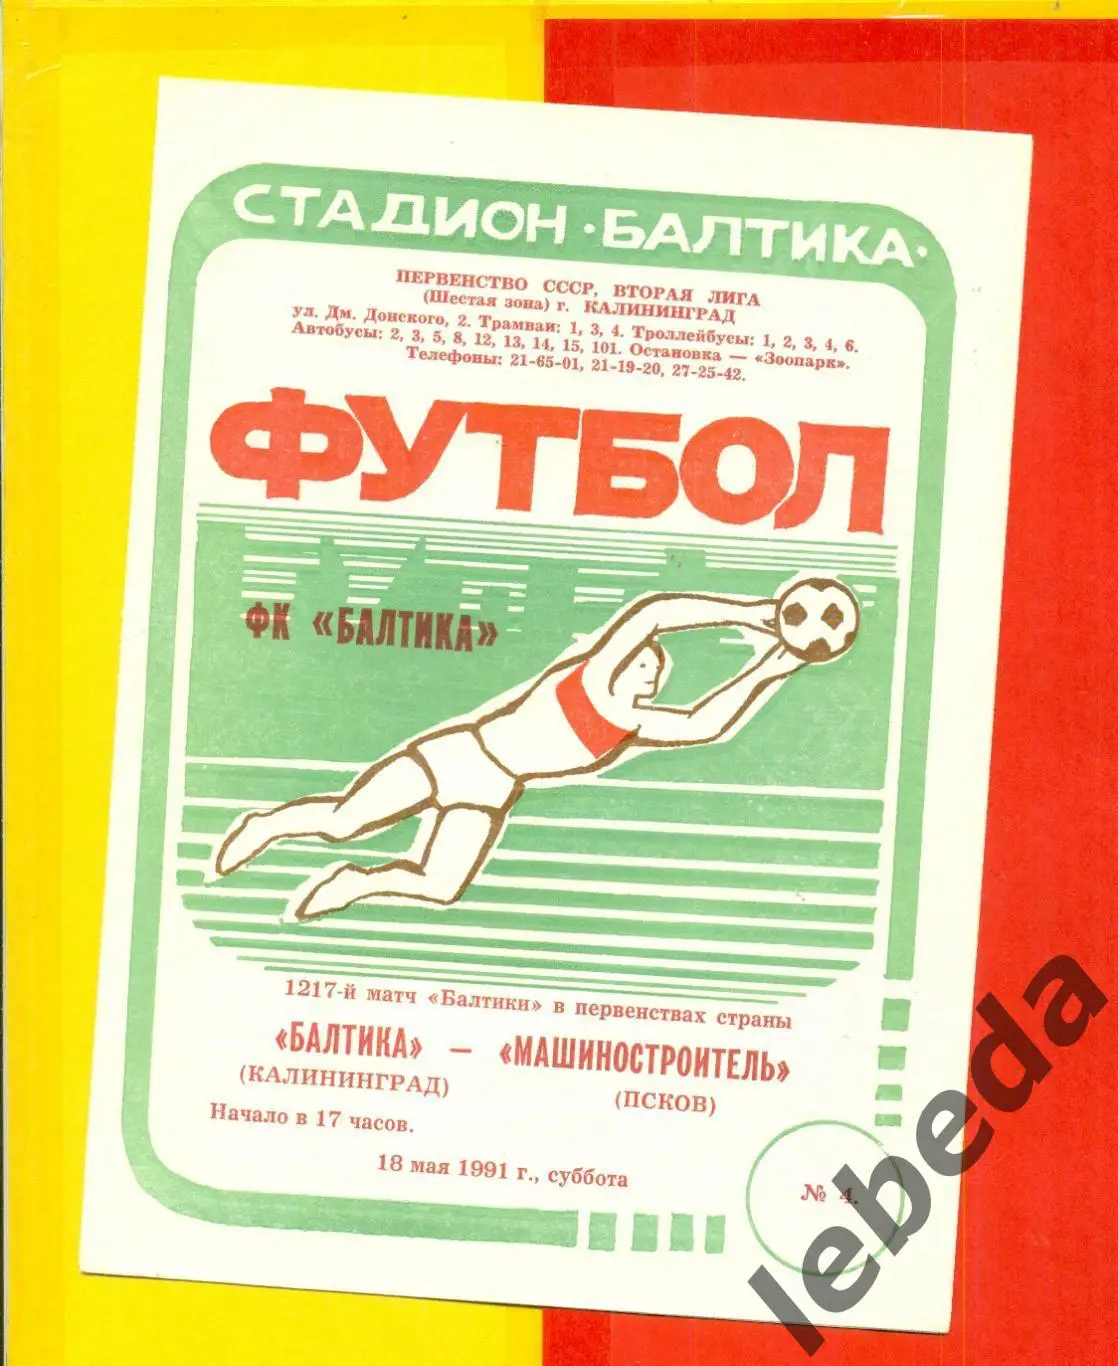 СТАДИОН · БАЛТИКА ·
ПЕРВЕНСТВО СССР, ВТОРАЯ ЛИГА
(Шестая зона) г. КАЛИНИНГРАД
ул. Дм. Донского, 2. Трамваи: 1, 3, 4. Троллейбусы: 1, 2, 3, 4, 6.
Автобусы: 2, 3, 5, 8, 12, 13, 14, 15, 101. Остановка — «Зоопарк».
Телефоны: 21-65-01, 21-19-20, 27-25-42.
ФУТБОЛ
ФК «БАЛТИКА»
1217-й матч «Балтики» в первенствах страны
«БАЛТИКА» — «МАШИНОСТРОИТЕЛЬ»
(КАЛИНИНГРАД) (ПСКОВ)
Начало в 17 часов.
18 мая 1991 г., суббота
№ 4.
lebeda